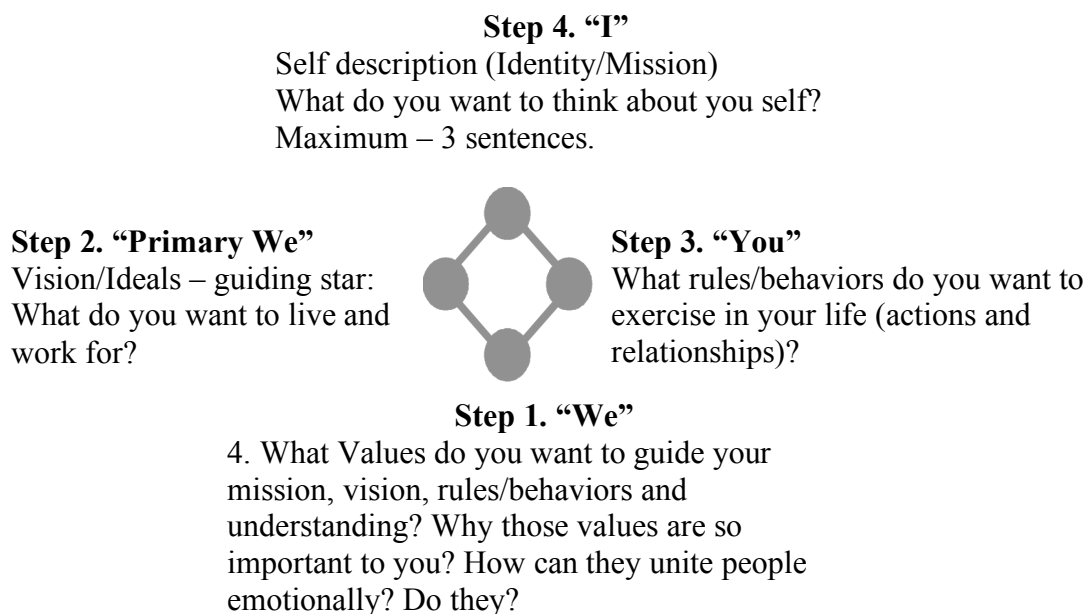 Step 4. “I”
Self description (Identity/Mission)
What do you want to think about you self?
Maximum – 3 sentences.
Step 2. “Primary We”
Vision/Ideals – guiding star:
What do you want to live and
work for?
Step 3. “You”
What rules/behaviors do you want to
exercise in your life (actions and
relationships)?
Step 1. “We”
4. What Values do you want to guide your
mission, vision, rules/behaviors and
understanding? Why those values are so
important to you? How can they unite people
emotionally? Do they?